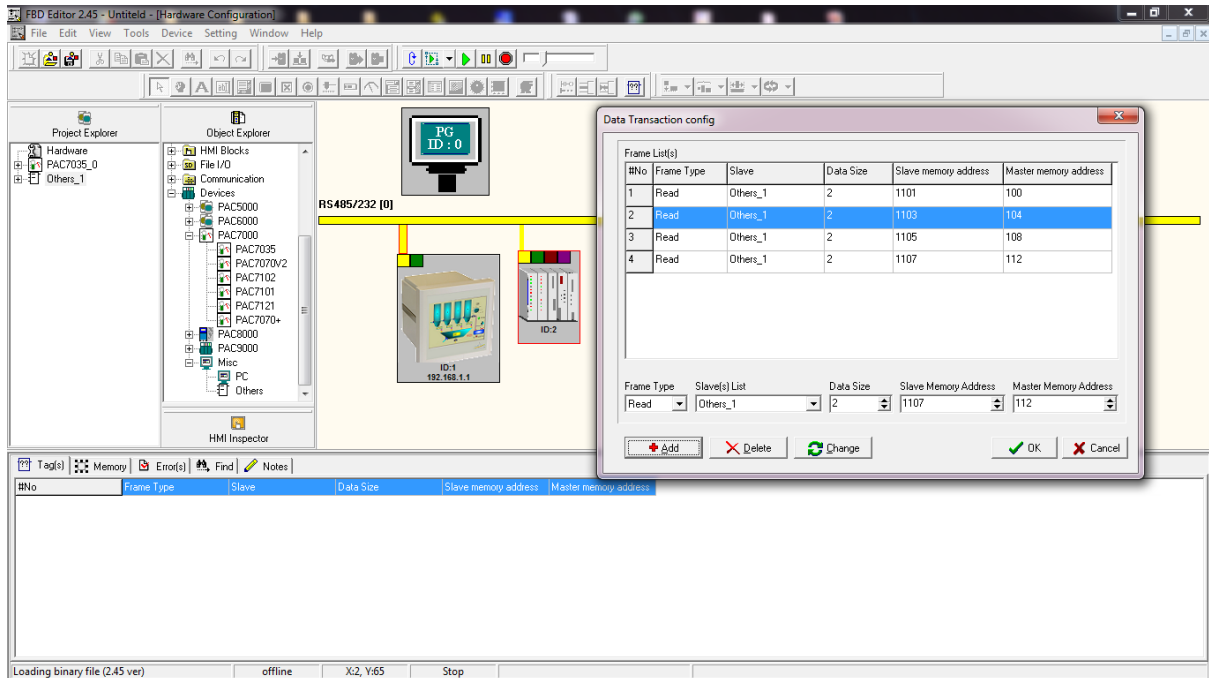 FBD Editor 2.45 - Untiteld - [Hardware Configuration]
File Edit View Tools Device Setting Window Help
Project Explorer
Hardware
PAC7035_0
Others_1
Object Explorer
HMI Blocks
File I/O
Communication
Devices
PAC5000
PAC6000
PAC7000
PAC7035
PAC7070V2
PAC7102
PAC7101
PAC7121
PAC7070+
PAC8000
PAC9000
Misc
PC
Others
HMI Inspector
PG
ID : 0
RS485/232 [0]
ID:1
192.168.1.1
ID:2
Data Transaction config
Frame List(s)
#No Frame Type Slave Data Size Slave memory address Master memory address
1 Read Others_1 2 1101 100
2 Read Others_1 2 1103 104
3 Read Others_1 2 1105 108
4 Read Others_1 2 1107 112
Frame Type Slave(s) List Data Size Slave Memory Address Master Memory Address
Read Others_1 2 1107 112
Add Delete Change OK Cancel
Tag(s) Memory Error(s) Find Notes
#No Frame Type Slave Data Size Slave memory address Master memory address
Loading binary file (2.45 ver) offline X:2, Y:65 Stop